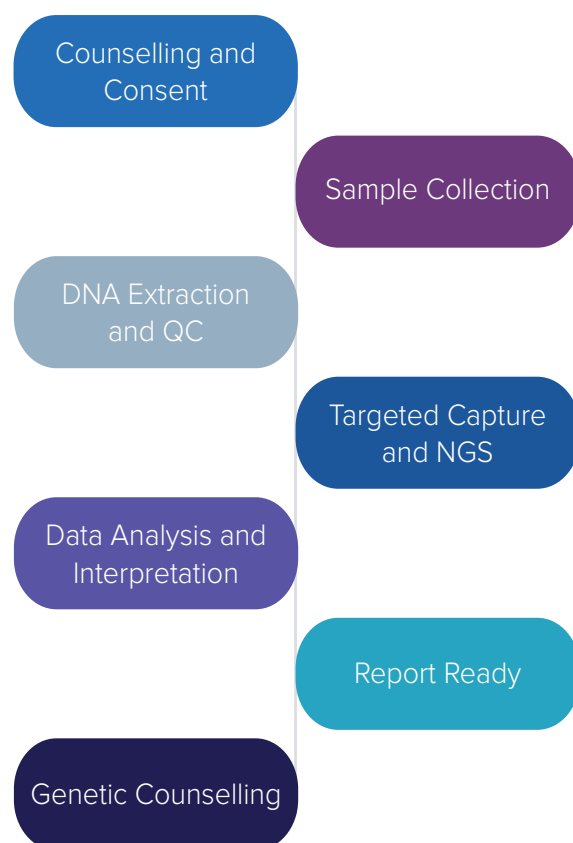 Counselling and
Consent
Sample Collection
DNA Extraction
and QC
Targeted Capture
and NGS
Data Analysis and
Interpretation
Report Ready
Genetic Counselling